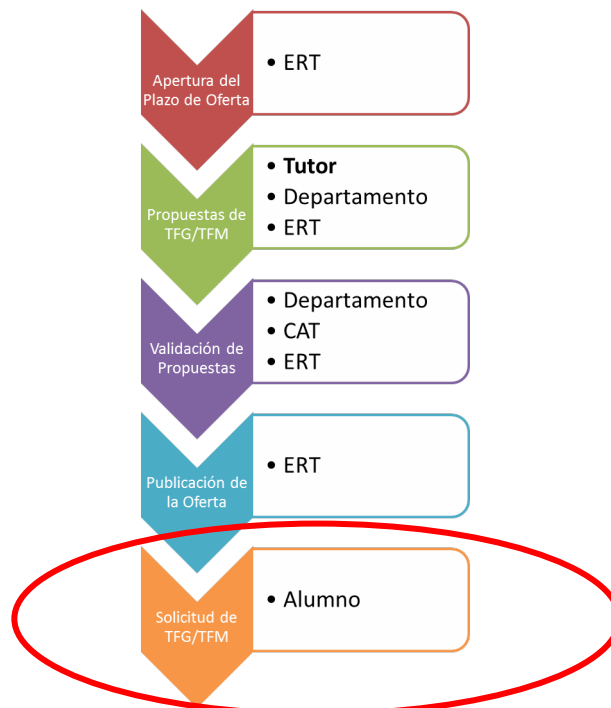 Apertura del
Plazo de Oferta
• ERT
Propuestas de
TFG/TFM
• Tutor
• Departamento
• ERT
Validación de
Propuestas
• Departamento
• CAT
• ERT
Publicación de
la Oferta
• ERT
Solicitud de
TFG/TFM
• Alumno